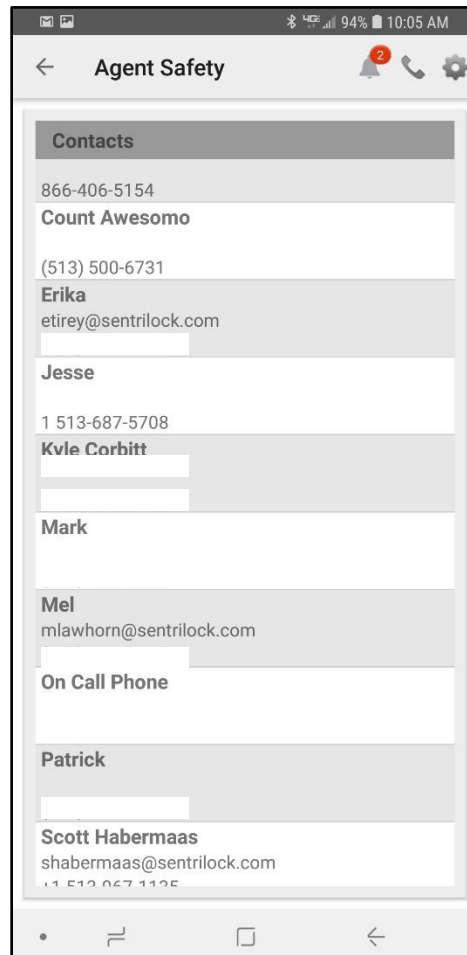 4GE 94% 10:05 AM
Agent Safety
2
Contacts
866-406-5154
Count Awesomo
(513) 500-6731
Erika
etirey@sentrilock.com
Jesse
1 513-687-5708
Kyle Corbitt
Mark
Mel
mlawhorn@sentrilock.com
On Call Phone
Patrick
Scott Habermaas
shabermaas@sentrilock.com